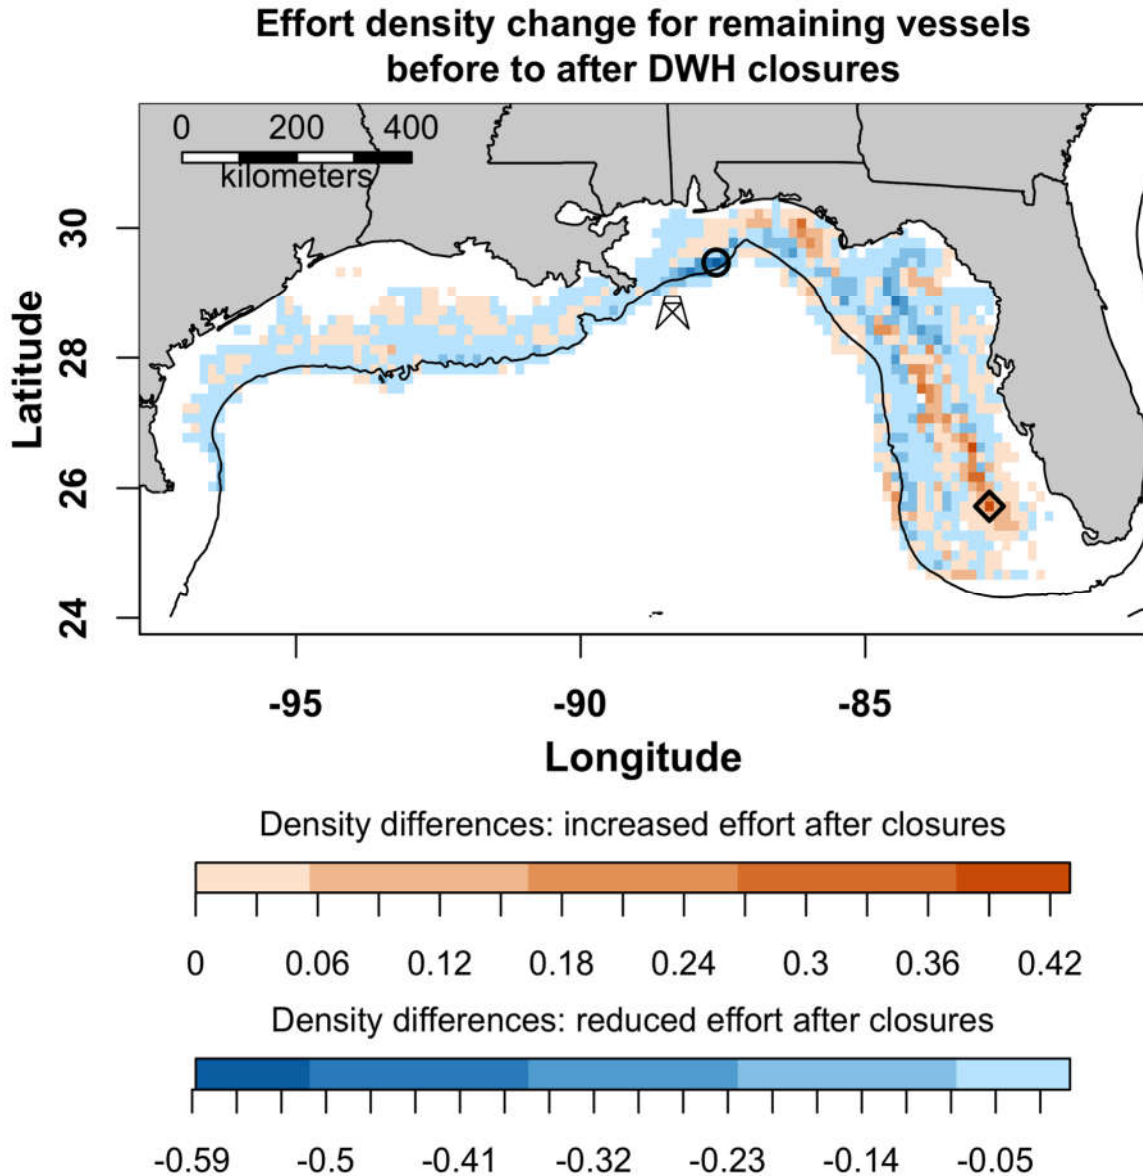 Effort density change for remaining vessels
before to after DWH closures
0 200 400
kilometers
30
28
26
24
Latitude
-95 -90 -85
Longitude
Density differences: increased effort after closures
0 0.06 0.12 0.18 0.24 0.3 0.36 0.42
Density differences: reduced effort after closures
-0.59 -0.5 -0.41 -0.32 -0.23 -0.14 -0.05